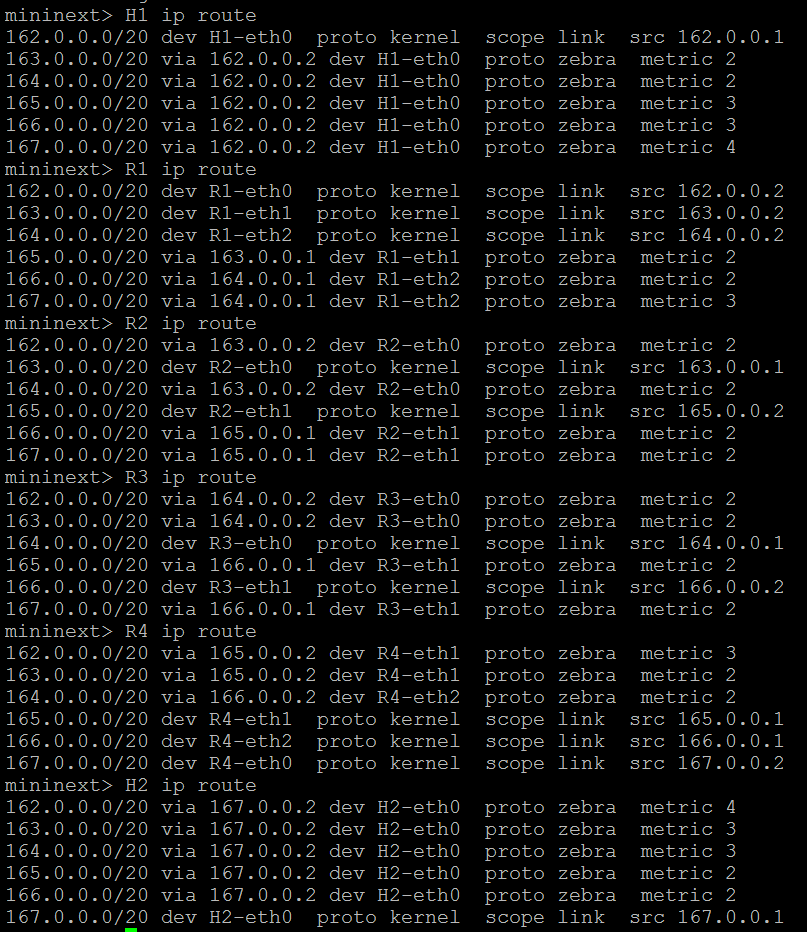 mininext> H1 ip route
162.0.0.0/20 dev H1-eth0  proto kernel  scope link  src 162.0.0.1
163.0.0.0/20 via 162.0.0.2 dev H1-eth0  proto zebra  metric 2
164.0.0.0/20 via 162.0.0.2 dev H1-eth0  proto zebra  metric 2
165.0.0.0/20 via 162.0.0.2 dev H1-eth0  proto zebra  metric 3
166.0.0.0/20 via 162.0.0.2 dev H1-eth0  proto zebra  metric 3
167.0.0.0/20 via 162.0.0.2 dev H1-eth0  proto zebra  metric 4
mininext> R1 ip route
162.0.0.0/20 dev R1-eth0  proto kernel  scope link  src 162.0.0.2
163.0.0.0/20 dev R1-eth1  proto kernel  scope link  src 163.0.0.2
164.0.0.0/20 dev R1-eth2  proto kernel  scope link  src 164.0.0.2
165.0.0.0/20 via 163.0.0.1 dev R1-eth1  proto zebra  metric 2
166.0.0.0/20 via 164.0.0.1 dev R1-eth2  proto zebra  metric 2
167.0.0.0/20 via 164.0.0.1 dev R1-eth2  proto zebra  metric 3
mininext> R2 ip route
162.0.0.0/20 via 163.0.0.2 dev R2-eth0  proto zebra  metric 2
163.0.0.0/20 dev R2-eth0  proto kernel  scope link  src 163.0.0.1
164.0.0.0/20 via 163.0.0.2 dev R2-eth0  proto zebra  metric 2
165.0.0.0/20 dev R2-eth1  proto kernel  scope link  src 165.0.0.2
166.0.0.0/20 via 165.0.0.1 dev R2-eth1  proto zebra  metric 2
167.0.0.0/20 via 165.0.0.1 dev R2-eth1  proto zebra  metric 2
mininext> R3 ip route
162.0.0.0/20 via 164.0.0.2 dev R3-eth0  proto zebra  metric 2
163.0.0.0/20 via 164.0.0.2 dev R3-eth0  proto zebra  metric 2
164.0.0.0/20 dev R3-eth0  proto kernel  scope link  src 164.0.0.1
165.0.0.0/20 via 166.0.0.1 dev R3-eth1  proto zebra  metric 2
166.0.0.0/20 dev R3-eth1  proto kernel  scope link  src 166.0.0.2
167.0.0.0/20 via 166.0.0.1 dev R3-eth1  proto zebra  metric 2
mininext> R4 ip route
162.0.0.0/20 via 165.0.0.2 dev R4-eth1  proto zebra  metric 3
163.0.0.0/20 via 165.0.0.2 dev R4-eth1  proto zebra  metric 2
164.0.0.0/20 via 166.0.0.2 dev R4-eth2  proto zebra  metric 2
165.0.0.0/20 dev R4-eth1  proto kernel  scope link  src 165.0.0.1
166.0.0.0/20 dev R4-eth2  proto kernel  scope link  src 166.0.0.1
167.0.0.0/20 dev R4-eth0  proto kernel  scope link  src 167.0.0.2
mininext> H2 ip route
162.0.0.0/20 via 167.0.0.2 dev H2-eth0  proto zebra  metric 4
163.0.0.0/20 via 167.0.0.2 dev H2-eth0  proto zebra  metric 3
164.0.0.0/20 via 167.0.0.2 dev H2-eth0  proto zebra  metric 3
165.0.0.0/20 via 167.0.0.2 dev H2-eth0  proto zebra  metric 2
166.0.0.0/20 via 167.0.0.2 dev H2-eth0  proto zebra  metric 2
167.0.0.0/20 dev H2-eth0  proto kernel  scope link  src 167.0.0.1